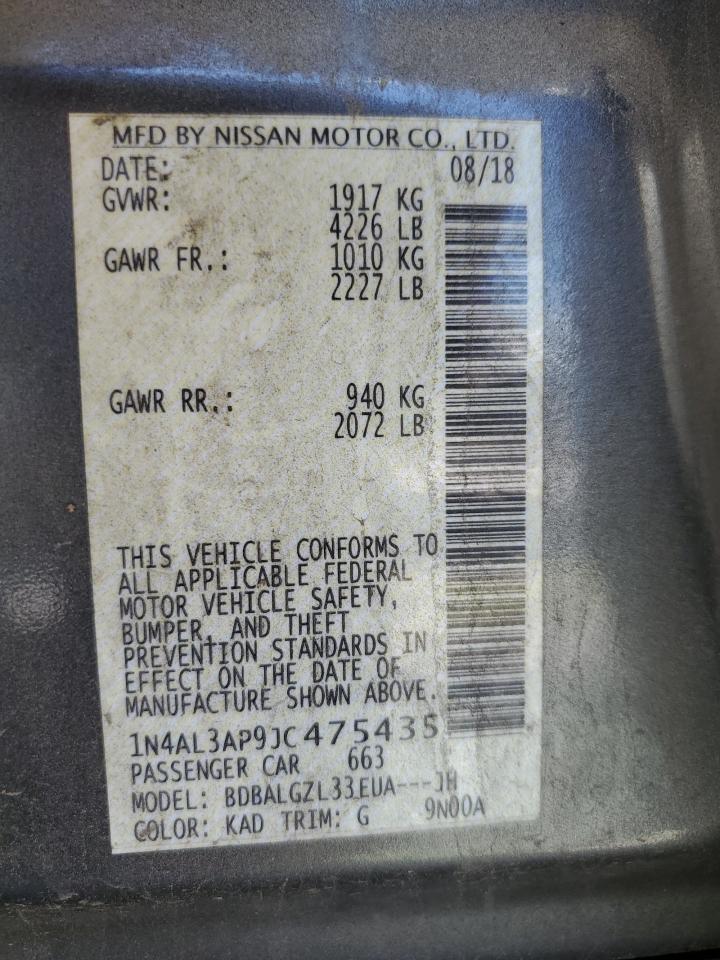 MFD BY NISSAN MOTOR CO., LTD.
DATE: 08/18
GVWR: 1917 KG
4226 LB
GAWR FR.: 1010 KG
2227 LB
GAWR RR.: 940 KG
2072 LB
THIS VEHICLE CONFORMS TO
ALL APPLICABLE FEDERAL
MOTOR VEHICLE SAFETY,
BUMPER, AND THEFT
PREVENTION STANDARDS IN
EFFECT ON THE DATE OF
MANUFACTURE SHOWN ABOVE.
1N4AL3AP9JC475435
PASSENGER CAR 663
MODEL: BDBALGZL33EUA---JH
COLOR: KAD TRIM: G 9N00A